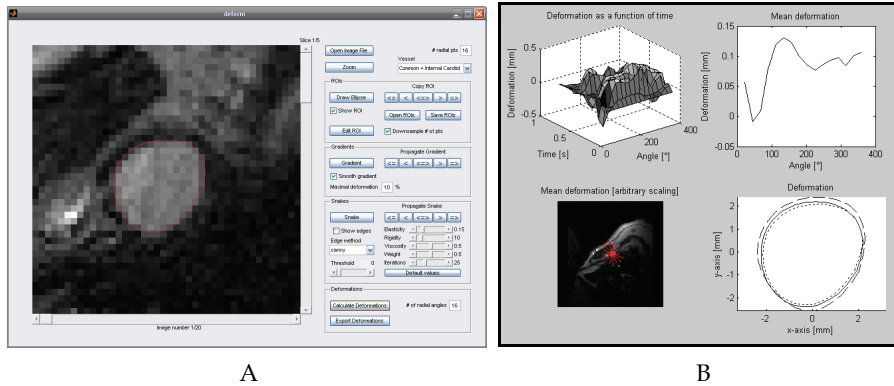 deform
Slice 1/5
Open Image File
# radial pts 16
Zoom
Vessel
Common + Internal Carotid
ROIs
Copy ROI
Draw Ellipse
<= < <=> > =>
Show ROI
Open ROIs
Save ROIs
Edit ROI
Downsample # of pts
Gradients
Propagate Gradient
Gradient
<= < <=> > =>
Smooth gradient
Maximal deformation 10 %
Snakes
Propagate Snake
Snake
<= < <=> > =>
Show edges
Elasticity 0.15
Rigidity 10
Edge method
Viscosity 0.5
canny
Weight 0.5
Threshold 0
Iterations 25
Default values
Deformations
Calculate Deformations
# of radial angles: 16
Export Deformations
Image number 1/20
A
Deformation as a function of time
Deformation [mm]
0.5
0
-0.5
1
0.5
0
Time [s]
0
200
400
Angle [°]
Mean deformation
Deformation [mm]
0.15
0.1
0.05
0
-0.05
0 100 200 300 400
Angle [°]
Mean deformation [arbitrary scaling]
Deformation
y-axis [mm]
2
1
0
-1
-2
-2 0 2
x-axis [mm]
B